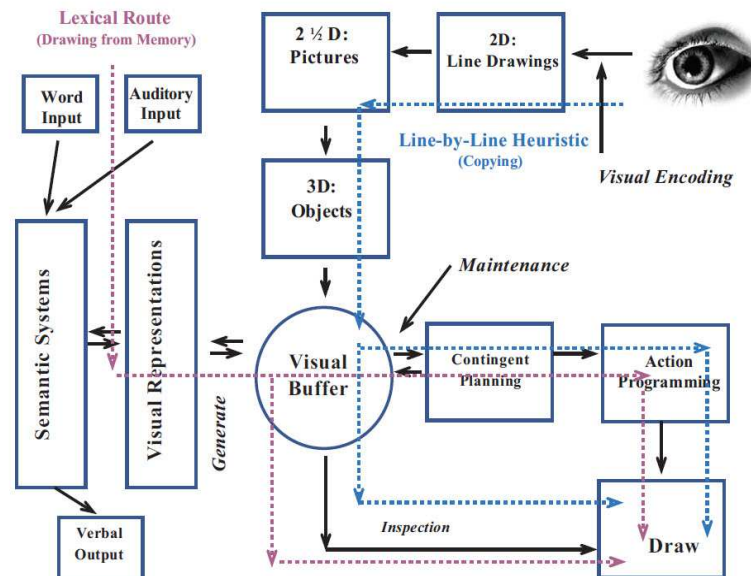 Lexical Route
(Drawing from Memory)
Word
Input
Auditory
Input
2 ½ D:
Pictures
2D:
Line Drawings
Line-by-Line Heuristic
(Copying)
Visual Encoding
3D:
Objects
Maintenance
Semantic Systems
Visual Representations
Generate
Visual
Buffer
Contingent
Planning
Action
Programming
Inspection
Draw
Verbal
Output